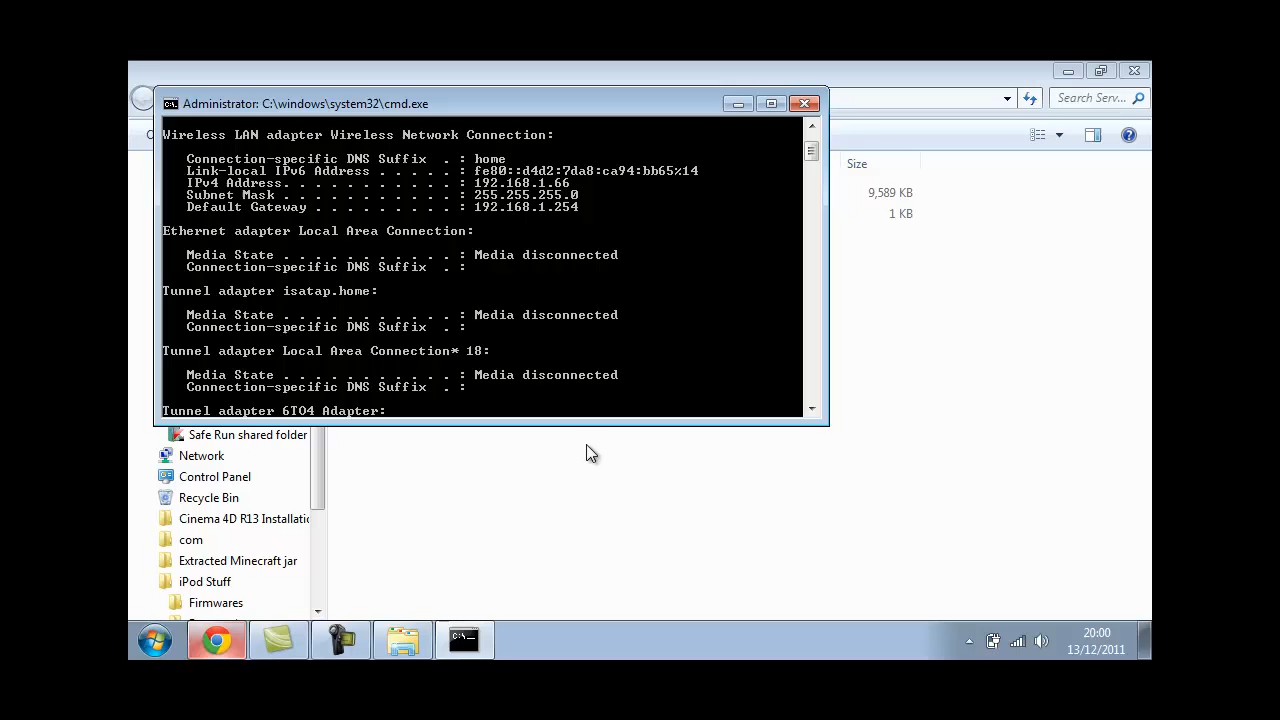 Administrator: C:\windows\system32\cmd.exe
Search Serv...
Wireless LAN adapter Wireless Network Connection:
Connection-specific DNS Suffix . : home
Link-local IPv6 Address . . . . . : fe80::d4d2:7da8:ca94:bb65%14
IPv4 Address. . . . . . . . . . . : 192.168.1.66
Subnet Mask . . . . . . . . . . . : 255.255.255.0
Default Gateway . . . . . . . . . : 192.168.1.254
Ethernet adapter Local Area Connection:
Media State . . . . . . . . . . . : Media disconnected
Connection-specific DNS Suffix . :
Tunnel adapter isatap.home:
Media State . . . . . . . . . . . : Media disconnected
Connection-specific DNS Suffix . :
Tunnel adapter Local Area Connection* 18:
Media State . . . . . . . . . . . : Media disconnected
Connection-specific DNS Suffix . :
Tunnel adapter 6TO4 Adapter:
Size
9,589 KB
1 KB
Safe Run shared folder
Network
Control Panel
Recycle Bin
Cinema 4D R13 Installatio
com
Extracted Minecraft jar
iPod Stuff
Firmwares
C:\-
20:00
13/12/2011